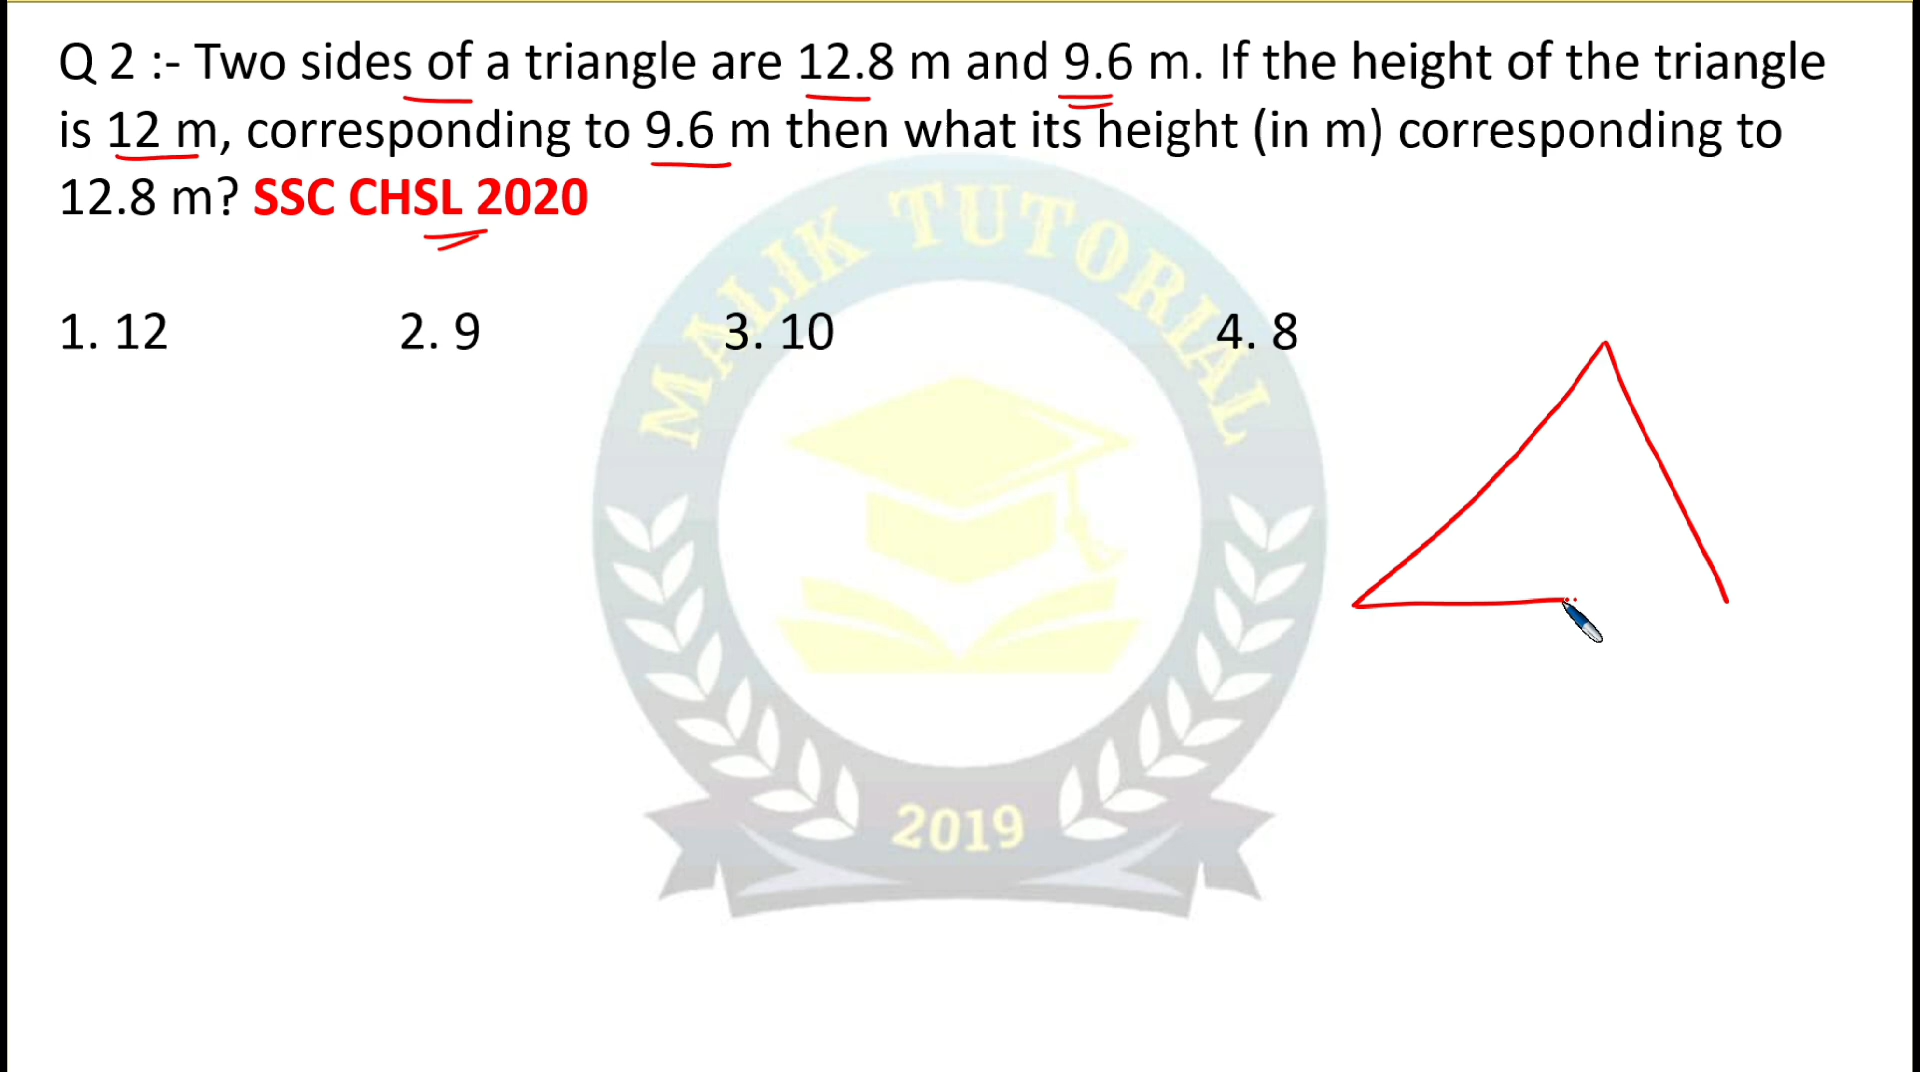 Q 2 :- Two sides of a triangle are 12.8 m and 9.6 m. If the height of the triangle
is 12 m, corresponding to 9.6 m then what its height (in m) corresponding to
12.8 m? SSC CHSL 2020
1. 12 2. 9 3. 10 4. 8
MALIK TUTORIAL
2019